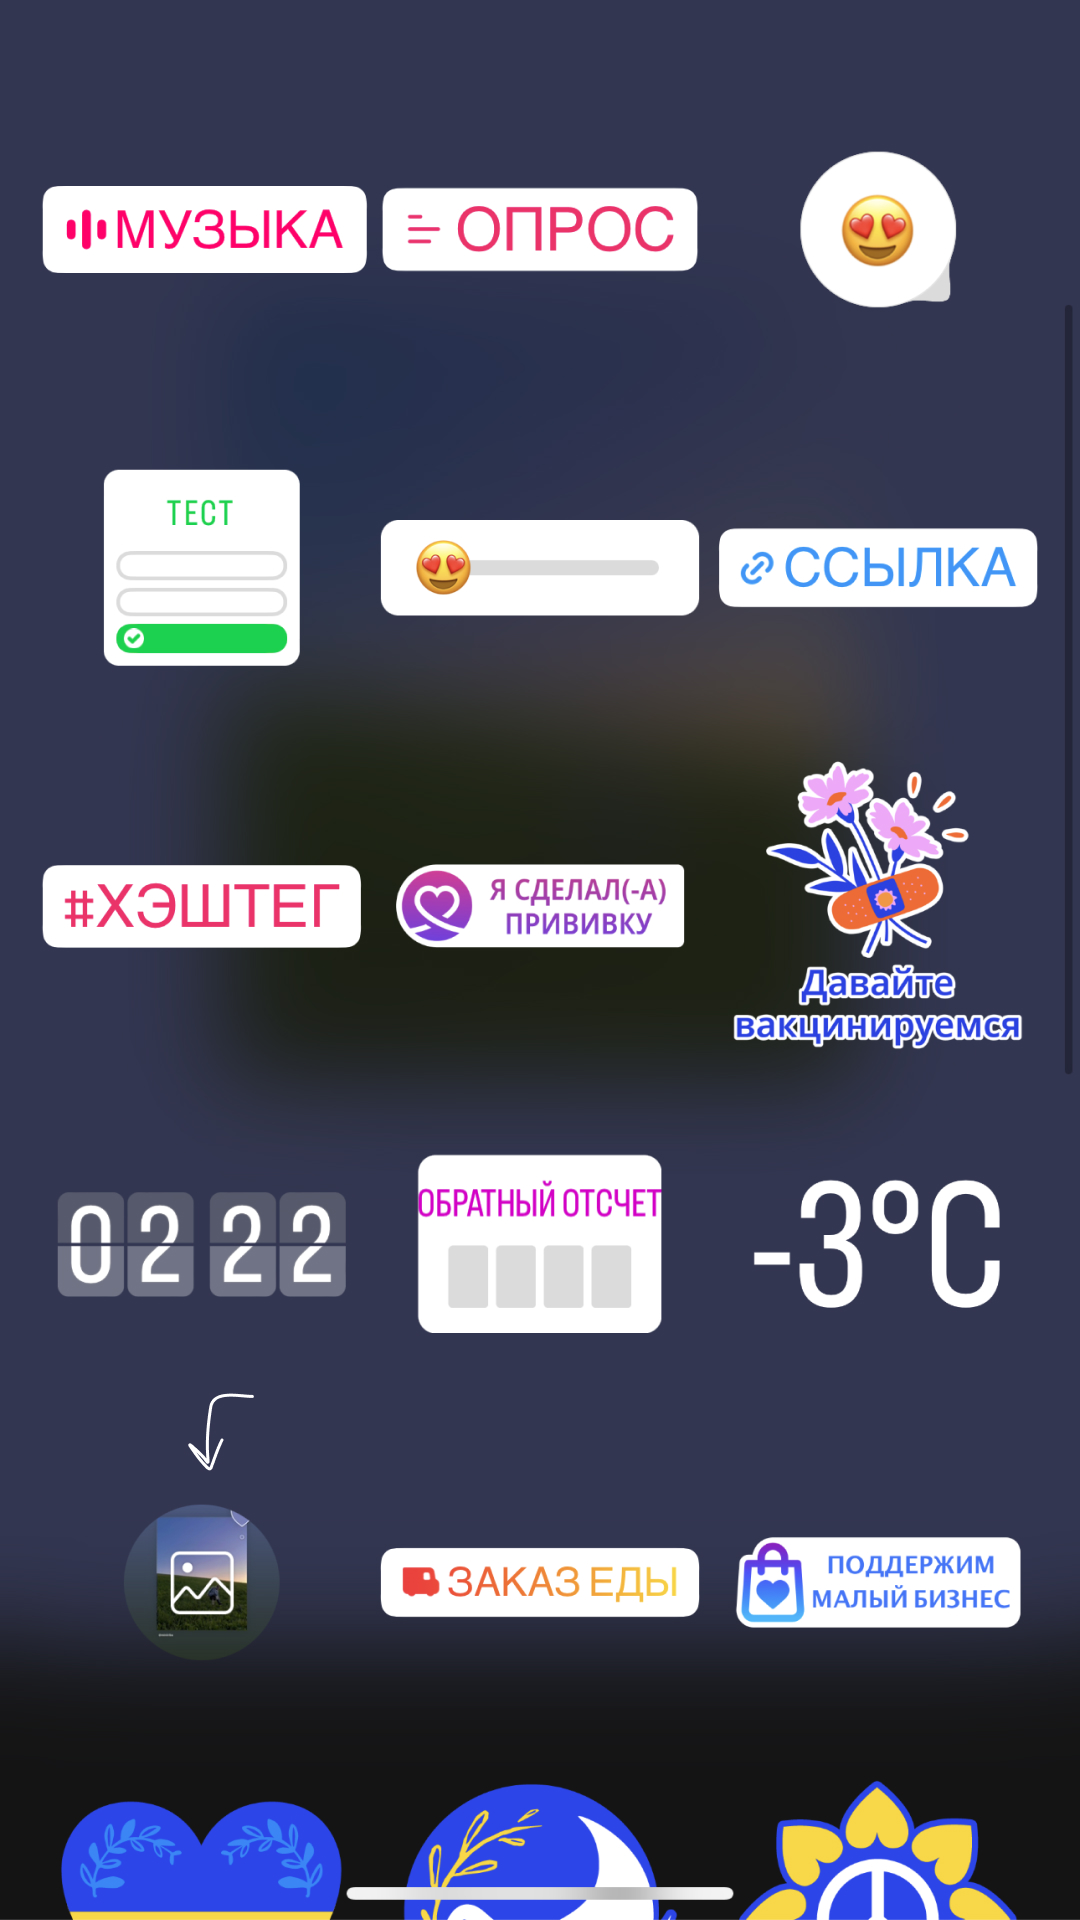 МУЗЫКА
ОПРОС
ТЕСТ
ССЫЛКА
#ХЭШТЕГ
Я СДЕЛАЛ(-А)
ПРИВИВКУ
Давайте
вакцинируемся
02 22
ОБРАТНЫЙ ОТСЧЕТ
-3°C
ЗАКАЗ ЕДЫ
ПОДДЕРЖИМ
МАЛЫЙ БИЗНЕС